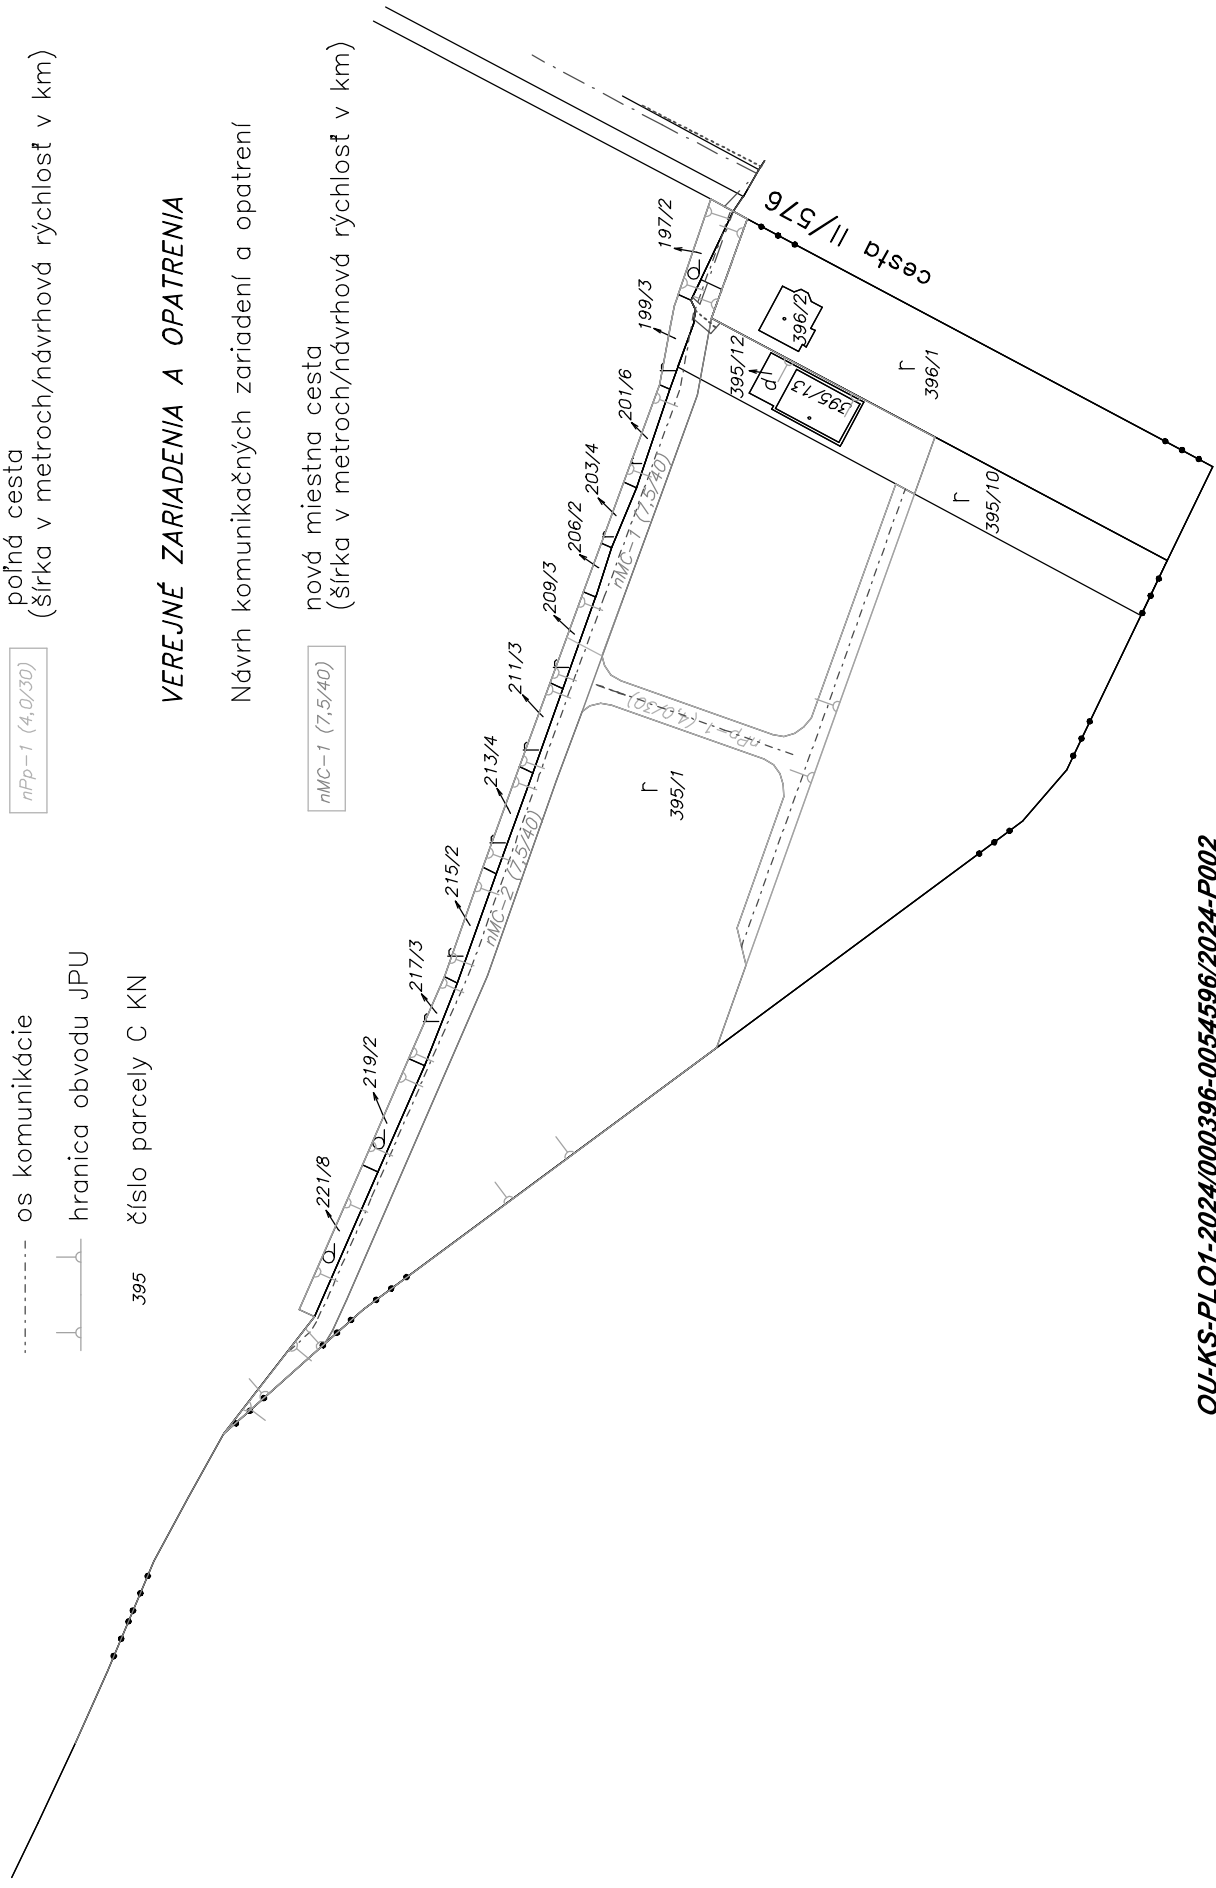 os komunikácie
hranica obvodu JPU
395 číslo parcely C KN
nPp-1 (4,0/30)
poľná cesta
(šírka v metroch/návrhová rýchlosť v km)
VEREJNÉ ZARIADENIA A OPATRENIA
Návrh komunikačných zariadení a opatrení
nMC-1 (7,5/40)
nová miestna cesta
(šírka v metroch/návrhová rýchlosť v km)
221/8
219/2
217/3
215/2
213/4
211/3
209/3
206/2
203/4
201/6
199/3
197/2
d
d
d
nMC-2 (7,5/40)
nMC-1 (7,5/40)
nPp-1 (4,0/30)
r
395/1
395/12
d
395/13
396/2
r
396/1
r
395/10
cesta II/576
OU-KS-PLO1-2024/000396-0054596/2024-P002